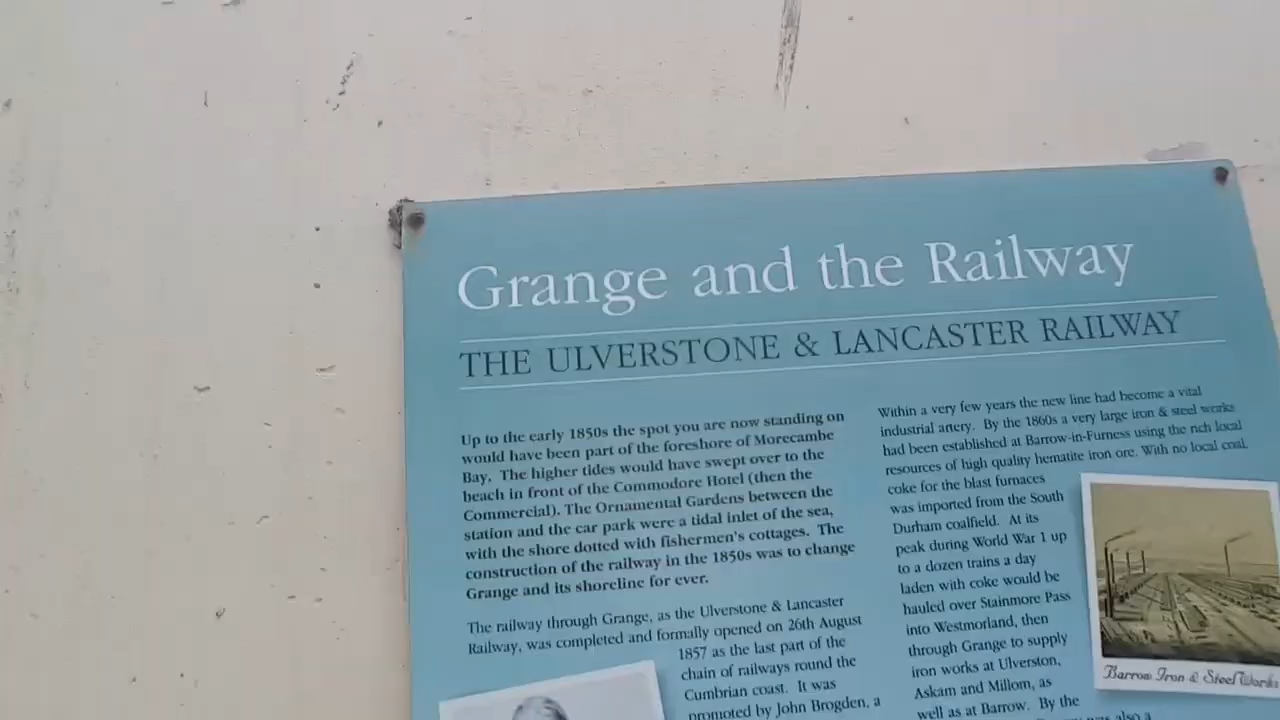 Grange and the Railway
THE ULVERSTONE & LANCASTER RAILWAY
Up to the early 1850s the spot you are now standing on
would have been part of the foreshore of Morecambe
Bay. The higher tides would have swept over to the
beach in front of the Commodore Hotel (then the
Commercial). The Ornamental Gardens between the
station and the car park were a tidal inlet of the sea,
with the shore dotted with fishermen's cottages. The
construction of the railway in the 1850s was to change
Grange and its shoreline for ever.
The railway through Grange, as the Ulverstone & Lancaster
Railway, was completed and formally opened on 26th August
1857 as the last part of the
chain of railways round the
Cumbrian coast. It was
promoted by John Brogden, a
Within a very few years the new line had become a vital
industrial artery. By the 1860s a very large iron & steel works
had been established at Barrow-in-Furness using the rich local
resources of high quality hematite iron ore. With no local coal,
coke for the blast furnaces
was imported from the South
Durham coalfield. At its
peak during World War 1 up
to a dozen trains a day
laden with coke would be
hauled over Stainmore Pass
into Westmorland, then
through Grange to supply
iron works at Ulverston,
Askam and Millom, as
well as at Barrow. By the
was also a
Barrow Iron & Steel Works